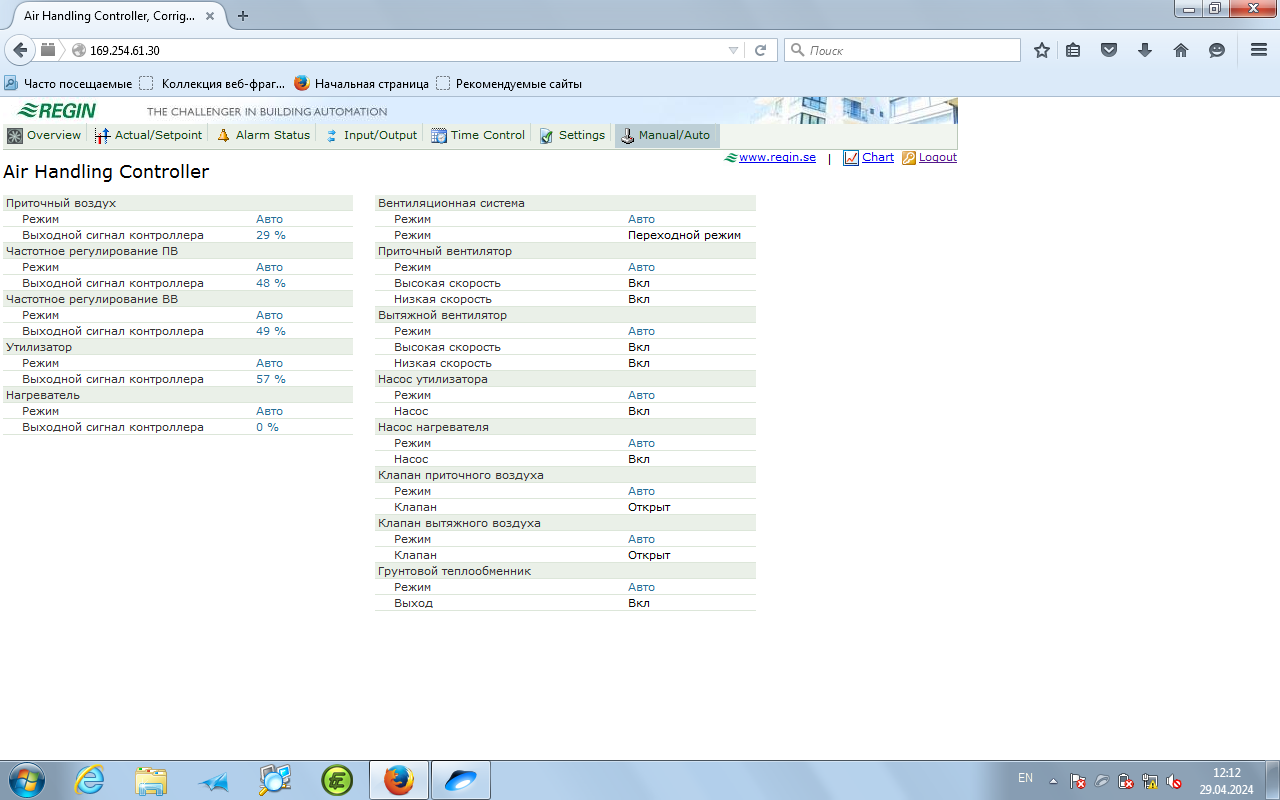 Air Handling Controller, Corrig...
169.254.61.30
Поиск
Часто посещаемые
Коллекция веб-фраг...
Начальная страница
Рекомендуемые сайты
REGIN
THE CHALLENGER IN BUILDING AUTOMATION
Overview
Actual/Setpoint
Alarm Status
Input/Output
Time Control
Settings
Manual/Auto
www.regin.se | Chart Logout
Air Handling Controller
Приточный воздух
Режим Авто
Выходной сигнал контроллера 29 %
Частотное регулирование ПВ
Режим Авто
Выходной сигнал контроллера 48 %
Частотное регулирование ВВ
Режим Авто
Выходной сигнал контроллера 49 %
Утилизатор
Режим Авто
Выходной сигнал контроллера 57 %
Нагреватель
Режим Авто
Выходной сигнал контроллера 0 %
Вентиляционная система
Режим Авто
Режим Переходной режим
Приточный вентилятор
Режим Авто
Высокая скорость Вкл
Низкая скорость Вкл
Вытяжной вентилятор
Режим Авто
Высокая скорость Вкл
Низкая скорость Вкл
Насос утилизатора
Режим Авто
Насос Вкл
Насос нагревателя
Режим Авто
Насос Вкл
Клапан приточного воздуха
Режим Авто
Клапан Открыт
Клапан вытяжного воздуха
Режим Авто
Клапан Открыт
Грунтовой теплообменник
Режим Авто
Выход Вкл
EN
12:12
29.04.2024